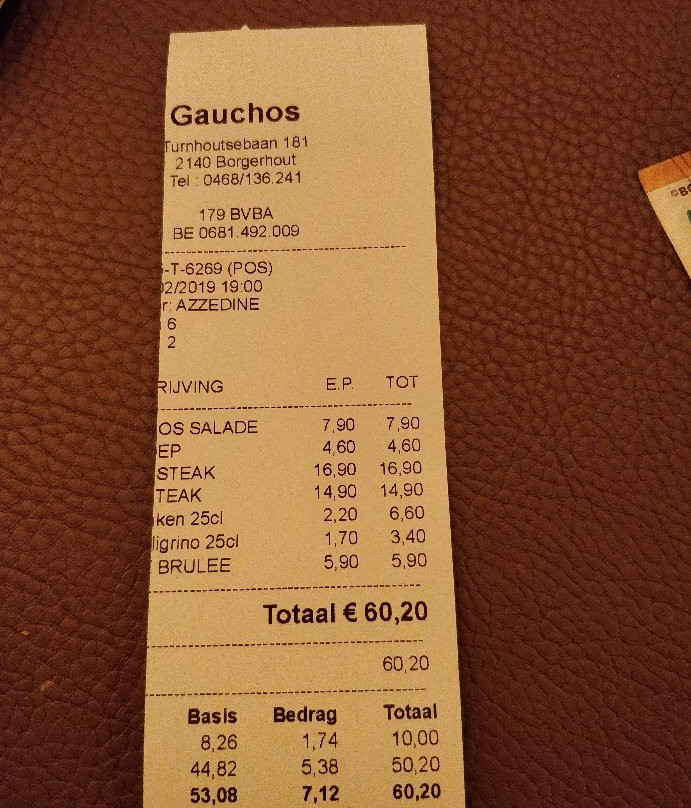 Gauchos
Turnhoutsebaan 181
2140 Borgerhout
Tel : 0468/136.241
179 BVBA
BE 0681.492.009
-T-6269 (POS)
02/2019 19:00
r: AZZEDINE
6
2
RIJVING E.P. TOT
OS SALADE 7,90 7,90
EP 4,60 4,60
STEAK 16,90 16,90
TEAK 14,90 14,90
ken 25cl 2,20 6,60
ligrino 25cl 1,70 3,40
BRULEE 5,90 5,90
Totaal € 60,20
60,20
Basis Bedrag Totaal
8,26 1,74 10,00
44,82 5,38 50,20
53,08 7,12 60,20